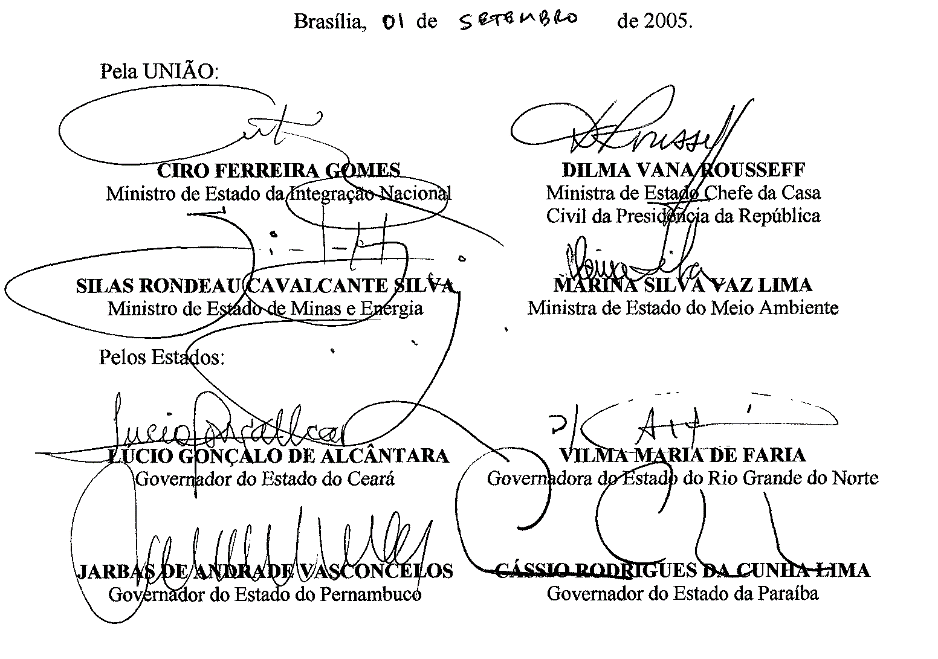 Brasília, 01 de SETEMBRO de 2005.
Pela UNIÃO:
CIRO FERREIRA GOMES
Ministro de Estado da Integração Nacional
DILMA VANA ROUSSEFF
Ministra de Estado Chefe da Casa
Civil da Presidência da República
SILAS RONDEAU CAVALCANTE SILVA
Ministro de Estado de Minas e Energia
MARINA SILVA VAZ LIMA
Ministra de Estado do Meio Ambiente
Pelos Estados:
LÚCIO GONÇALO DE ALCÂNTARA
Governador do Estado do Ceará
VILMA MARIA DE FARIA
Governadora do Estado do Rio Grande do Norte
JARBAS DE ANDRADE VASCONCELOS
Governador do Estado do Pernambuco
CÁSSIO RODRIGUES DA CUNHA LIMA
Governador do Estado da Paraíba